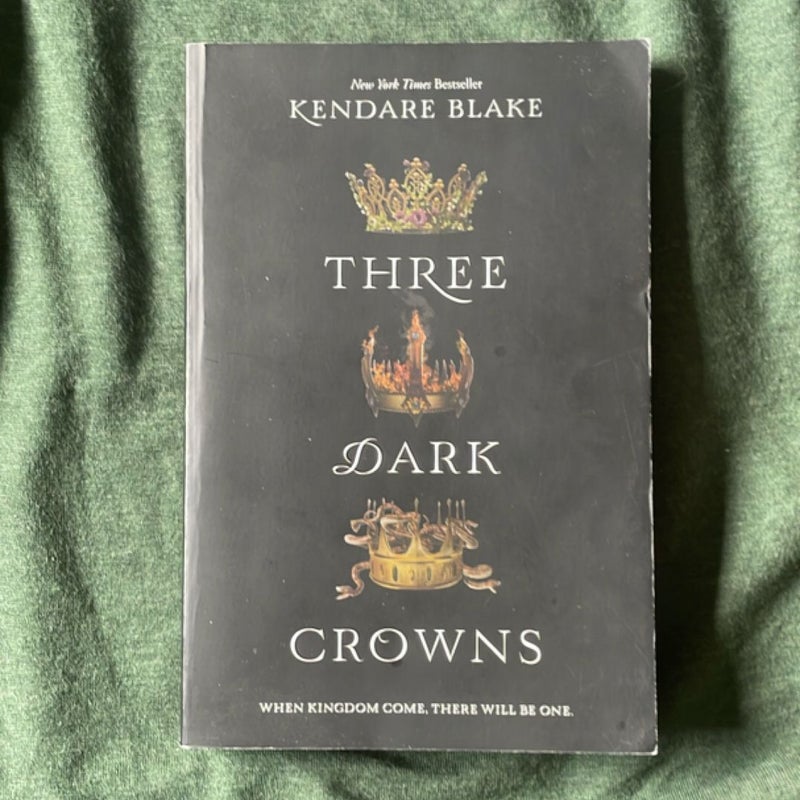 New York Times Bestseller
KENDARE BLAKE
THREE
DARK
CROWNS
WHEN KINGDOM COME, THERE WILL BE ONE.